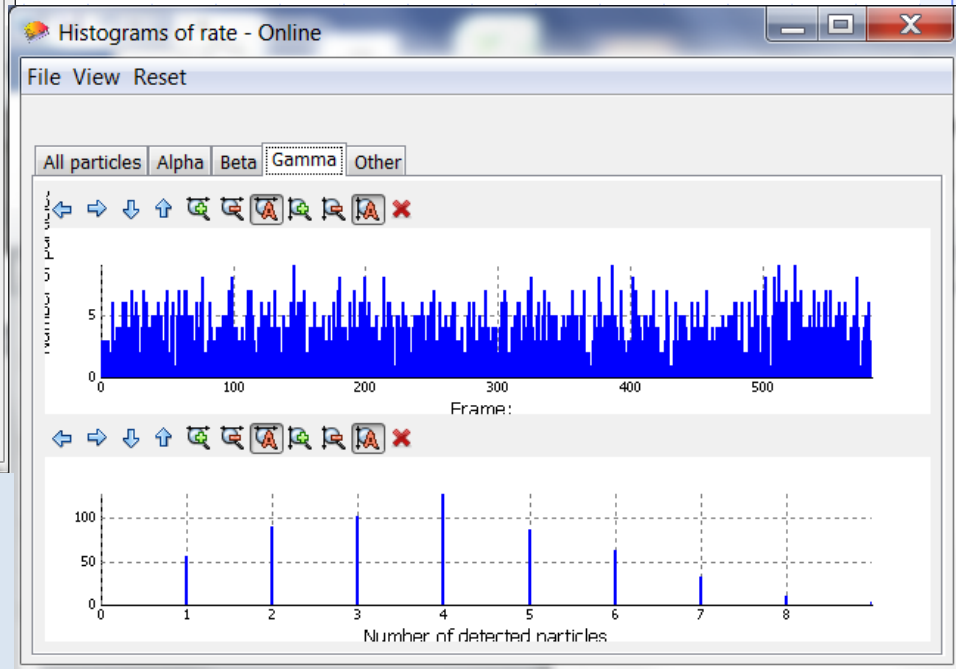 Histograms of rate - Online
File View Reset
All particles Alpha Beta Gamma Other
5
0
0 100 200 300 400 500
Frame:
100
50
0
0 1 2 3 4 5 6 7 8
Number of detected particles